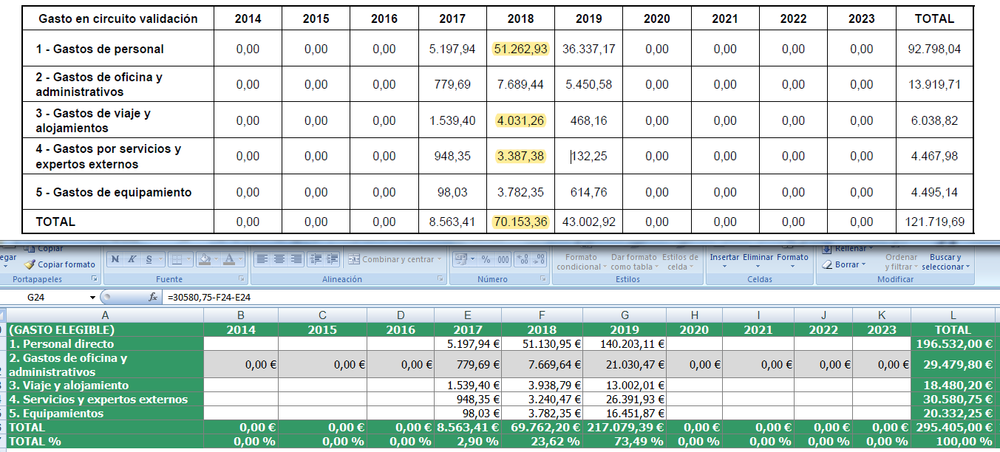 Gasto en circuito validación 2014 2015 2016 2017 2018 2019 2020 2021 2022 2023 TOTAL
1 - Gastos de personal 0,00 0,00 0,00 5.197,94 51.262,93 36.337,17 0,00 0,00 0,00 0,00 92.798,04
2 - Gastos de oficina y
administrativos 0,00 0,00 0,00 779,69 7.689,44 5.450,58 0,00 0,00 0,00 0,00 13.919,71
3 - Gastos de viaje y
alojamientos 0,00 0,00 0,00 1.539,40 4.031,26 468,16 0,00 0,00 0,00 0,00 6.038,82
4 - Gastos por servicios y
expertos externos 0,00 0,00 0,00 948,35 3.387,38 132,25 0,00 0,00 0,00 0,00 4.467,98
5 - Gastos de equipamiento 0,00 0,00 0,00 98,03 3.782,35 614,76 0,00 0,00 0,00 0,00 4.495,14
TOTAL 0,00 0,00 0,00 8.563,41 70.153,36 43.002,92 0,00 0,00 0,00 0,00 121.719,69
Copiar Rellenar
egar N K S A Combinar y centrar % 000 Formato Dar formato Estilos de Insertar Eliminar Formato Ordenar Buscar y
Copiar formato condicional como tabla celda Borrar y filtrar seleccionar
Portapapeles Fuente Alineación Número Estilos Celdas Modificar
G24 fx =30580,75-F24-E24
A B C D E F G H I J K L
(GASTO ELEGIBLE) 2014 2015 2016 2017 2018 2019 2020 2021 2022 2023 TOTAL
1. Personal directo 5.197,94 € 51.130,95 € 140.203,11 € 196.532,00 €
2. Gastos de oficina y
administrativos 0,00 € 0,00 € 0,00 € 779,69 € 7.669,64 € 21.030,47 € 0,00 € 0,00 € 0,00 € 0,00 € 29.479,80 €
3. Viaje y alojamiento 1.539,40 € 3.938,79 € 13.002,01 € 18.480,20 €
4. Servicios y expertos externos 948,35 € 3.240,47 € 26.391,93 € 30.580,75 €
5. Equipamientos 98,03 € 3.782,35 € 16.451,87 € 20.332,25 €
TOTAL 0,00 € 0,00 € 0,00 € 8.563,41 € 69.762,20 € 217.079,39 € 0,00 € 0,00 € 0,00 € 0,00 € 295.405,00 €
TOTAL % 0,00 % 0,00 % 0,00 % 2,90 % 23,62 % 73,49 % 0,00 % 0,00 % 0,00 % 0,00 % 100,00 %